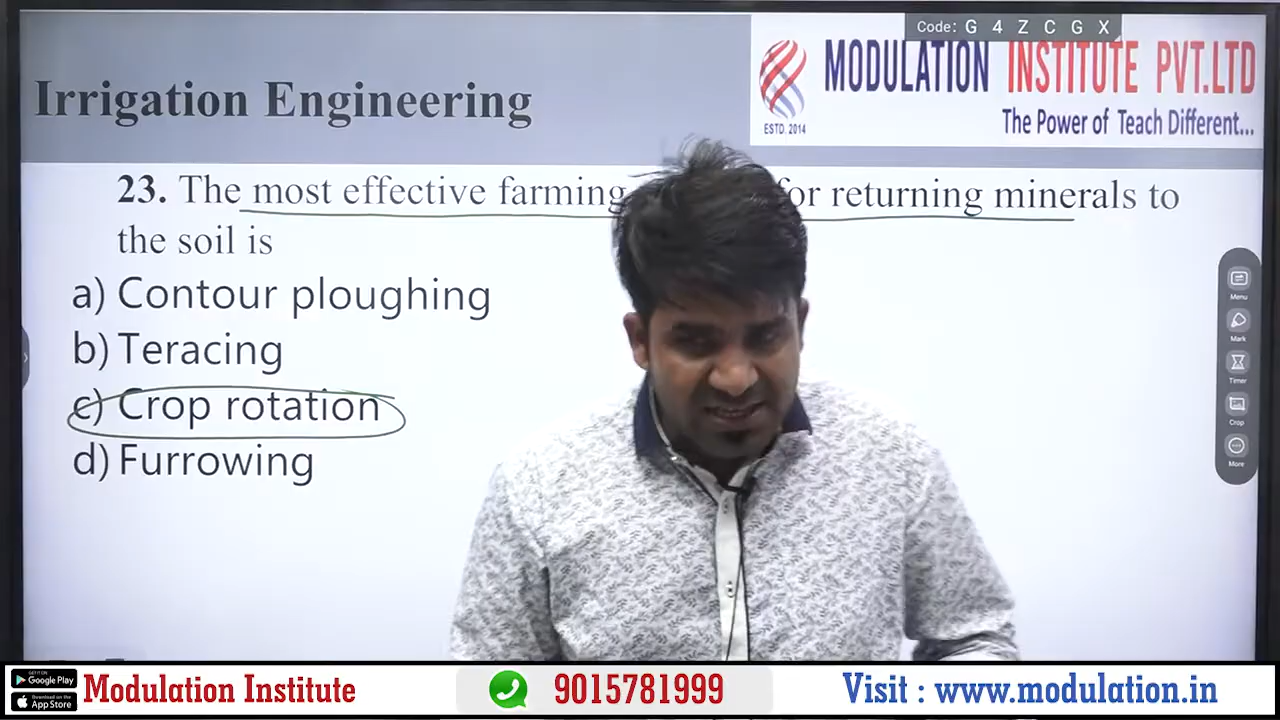 Code: G 4 Z C G X
MODULATION INSTITUTE PVT.LTD
The Power of Teach Different...
ESTD. 2014
Irrigation Engineering
23. The most effective farming for returning minerals to
the soil is
a) Contour ploughing
b) Teracing
c) Crop rotation
d) Furrowing
Menu
Mark
Timer
Crop
More
GET IT ON
Google Play
Download on the
App Store
Modulation Institute
9015781999
Visit : www.modulation.in